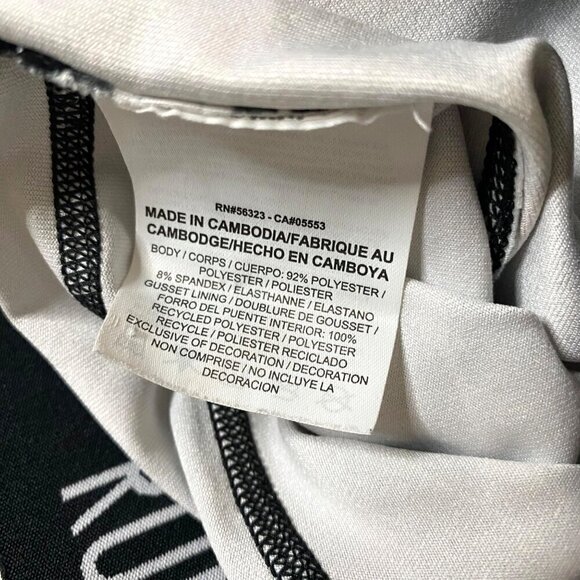 RN#56323 - CA#05553
MADE IN CAMBODIA/FABRIQUE AU
CAMBODGE/HECHO EN CAMBOYA
BODY / CORPS / CUERPO: 92% POLYESTER /
POLYESTER / POLIESTER
8% SPANDEX / ELASTHANNE / ELASTANO
GUSSET LINING / DOUBLURE DE GOUSSET /
FORRO DEL PUENTE INTERIOR: 100%
RECYCLED POLYESTER / POLYESTER
RECYCLE / POLIESTER RECICLADO
EXCLUSIVE OF DECORATION / DECORATION
NON COMPRISE / NO INCLUYE LA
DECORACION
RU